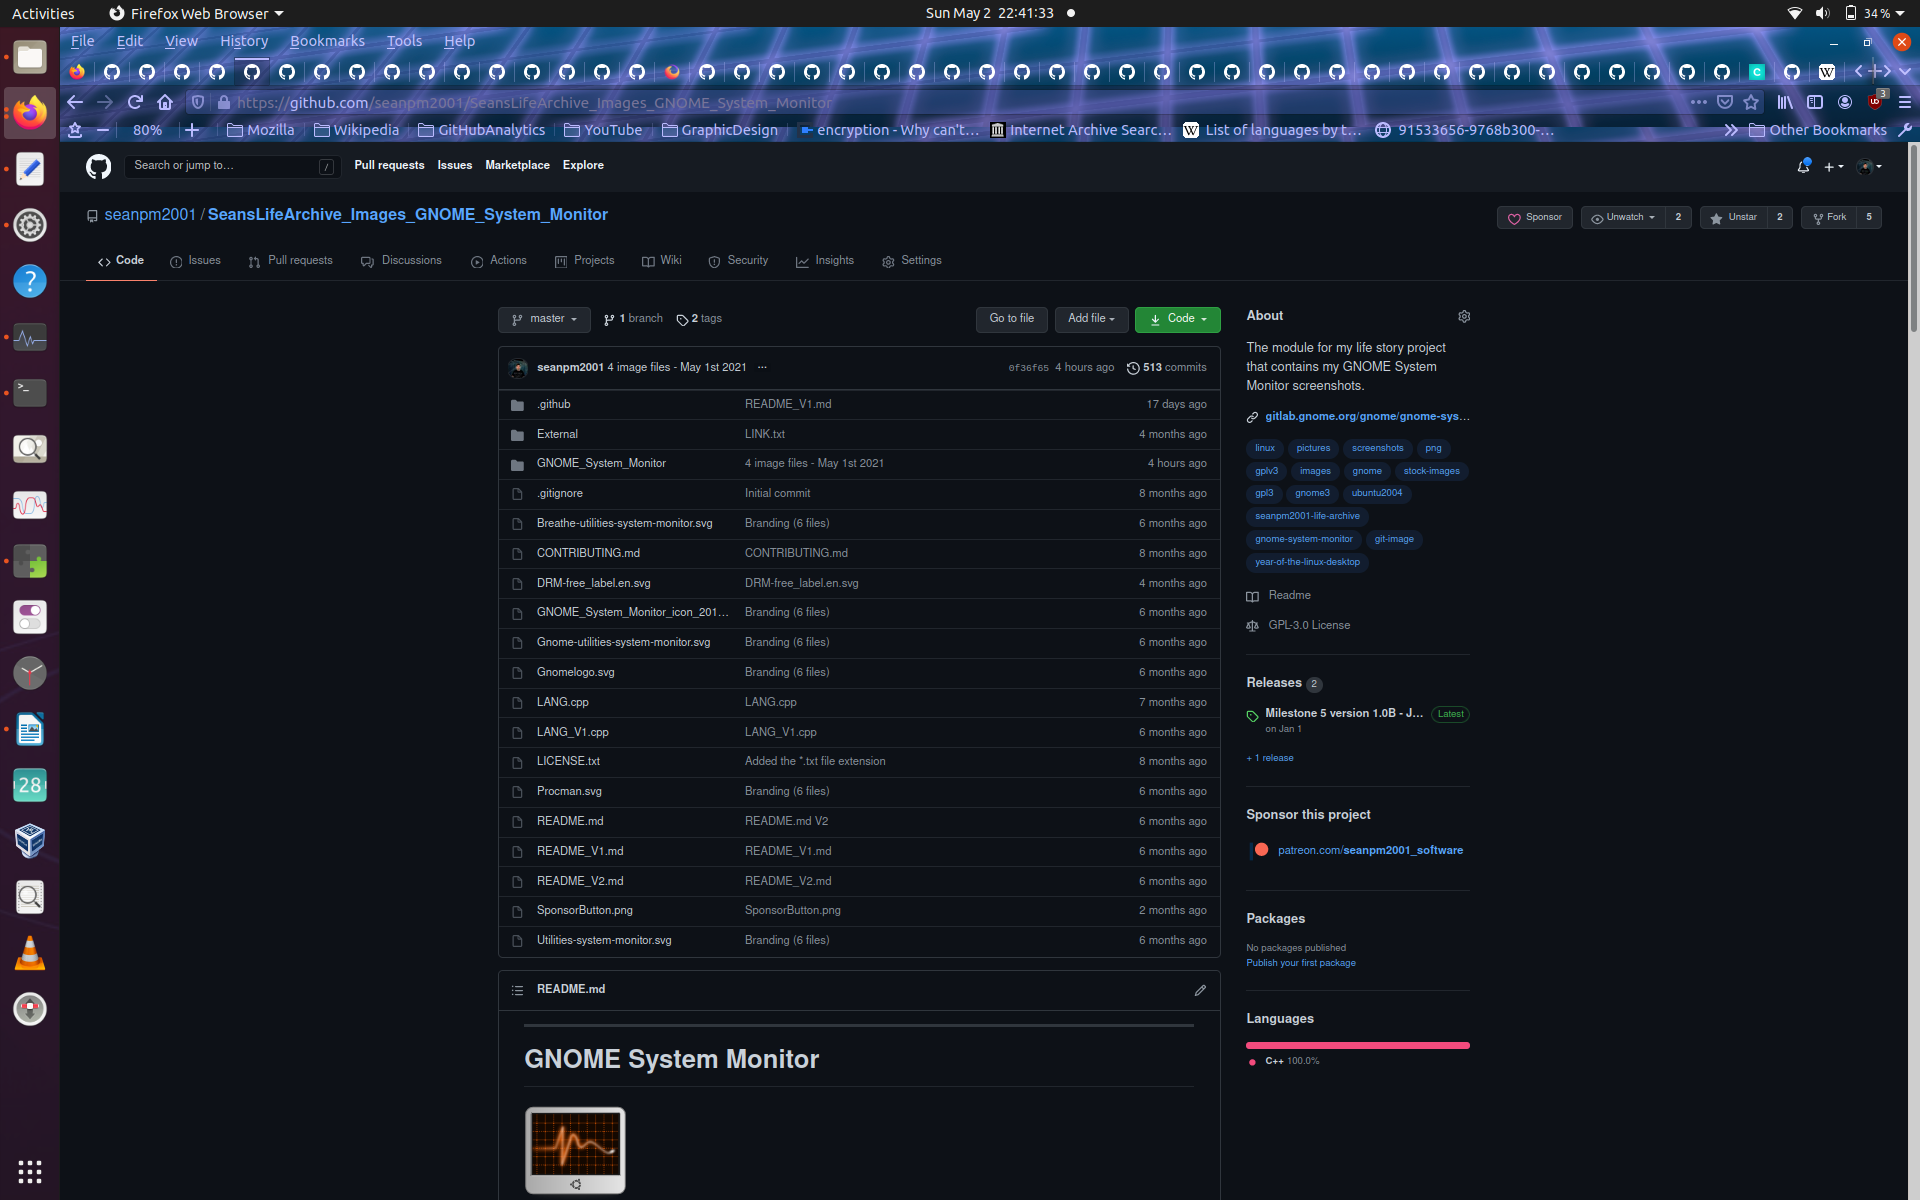 Activities Firefox Web Browser Sun May 2 22:41:33 34 %
File Edit View History Bookmarks Tools Help
https://github.com/seanpm2001/SeansLifeArchive_Images_GNOME_System_Monitor 3
80% Mozilla Wikipedia GitHubAnalytics YouTube GraphicDesign encryption - Why can't… Internet Archive Searc… List of languages by t… 91533656-9768b300-… Other Bookmarks
Search or jump to… / Pull requests Issues Marketplace Explore
seanpm2001 / SeansLifeArchive_Images_GNOME_System_Monitor Sponsor Unwatch 2 Unstar 2 Fork 5
Code Issues Pull requests Discussions Actions Projects Wiki Security Insights Settings
master 1 branch 2 tags Go to file Add file Code
seanpm2001 4 image files - May 1st 2021 … 0f36f65 4 hours ago 513 commits
.github README_V1.md 17 days ago
External LINK.txt 4 months ago
GNOME_System_Monitor 4 image files - May 1st 2021 4 hours ago
.gitignore Initial commit 8 months ago
Breathe-utilities-system-monitor.svg Branding (6 files) 6 months ago
CONTRIBUTING.md CONTRIBUTING.md 8 months ago
DRM-free_label.en.svg DRM-free_label.en.svg 4 months ago
GNOME_System_Monitor_icon_201… Branding (6 files) 6 months ago
Gnome-utilities-system-monitor.svg Branding (6 files) 6 months ago
Gnomelogo.svg Branding (6 files) 6 months ago
LANG.cpp LANG.cpp 7 months ago
LANG_V1.cpp LANG_V1.cpp 6 months ago
LICENSE.txt Added the *.txt file extension 8 months ago
Procman.svg Branding (6 files) 6 months ago
README.md README.md V2 6 months ago
README_V1.md README_V1.md 6 months ago
README_V2.md README_V2.md 6 months ago
SponsorButton.png SponsorButton.png 2 months ago
Utilities-system-monitor.svg Branding (6 files) 6 months ago
README.md
GNOME System Monitor
About
The module for my life story project
that contains my GNOME System
Monitor screenshots.
gitlab.gnome.org/gnome/gnome-sys…
linux pictures screenshots png
gplv3 images gnome stock-images
gpl3 gnome3 ubuntu2004
seanpm2001-life-archive
gnome-system-monitor git-image
year-of-the-linux-desktop
Readme
GPL-3.0 License
Releases 2
Milestone 5 version 1.0B - J… Latest
on Jan 1
+ 1 release
Sponsor this project
patreon.com/seanpm2001_software
Packages
No packages published
Publish your first package
Languages
C++ 100.0%
28